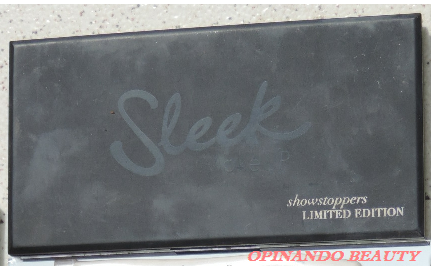 Sleek
showstoppers
LIMITED EDITION
OPINANDO BEAUTY